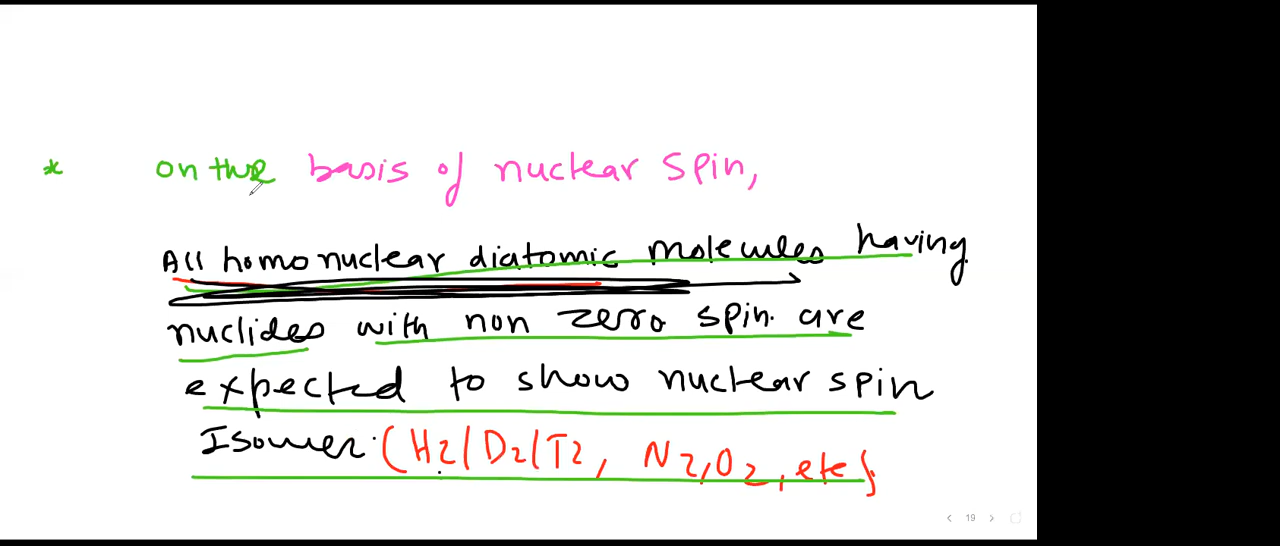 * on the basis of nuclear spin,
All homonuclear diatomic molecules having
nuclides with non zero spin are
expected to show nuclear spin
Isomer. (H2/D2/T2, N2,O2, etc)
< 19 >